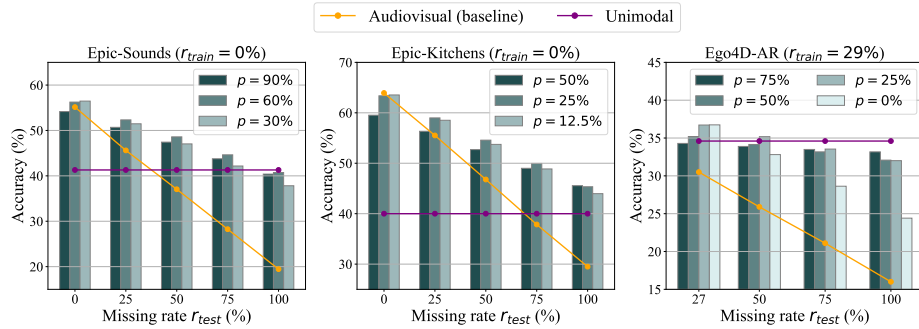 Audiovisual (baseline) Unimodal
Epic-Sounds (r_train = 0%)
p = 90%
p = 60%
p = 30%
Accuracy (%)
60
50
40
30
20
0 25 50 75 100
Missing rate r_test (%)
Epic-Kitchens (r_train = 0%)
p = 50%
p = 25%
p = 12.5%
Accuracy (%)
70
60
50
40
30
0 25 50 75 100
Missing rate r_test (%)
Ego4D-AR (r_train = 29%)
p = 75% p = 25%
p = 50% p = 0%
Accuracy (%)
45
40
35
30
25
20
15
27 50 75 100
Missing rate r_test (%)